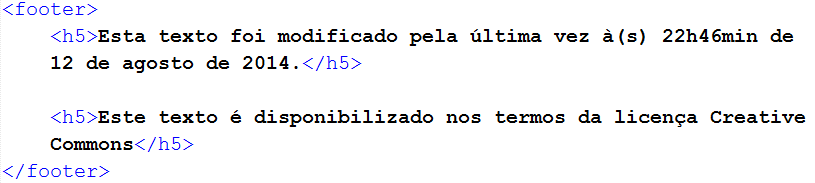 <footer>
<h5>Esta texto foi modificado pela última vez à(s) 22h46min de
12 de agosto de 2014.</h5>
<h5>Este texto é disponibilizado nos termos da licença Creative
Commons</h5>
</footer>